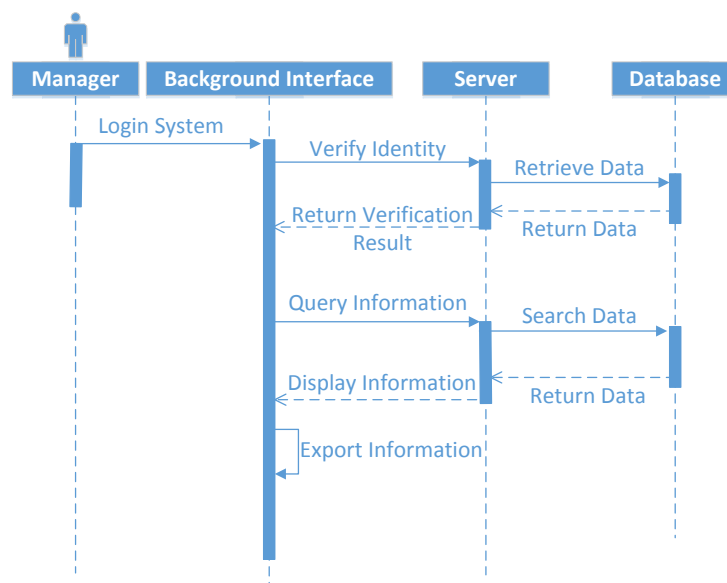 Manager
Background Interface
Server
Database
Login System
Verify Identity
Retrieve Data
Return Verification
Result
Return Data
Query Information
Search Data
Display Information
Return Data
Export Information